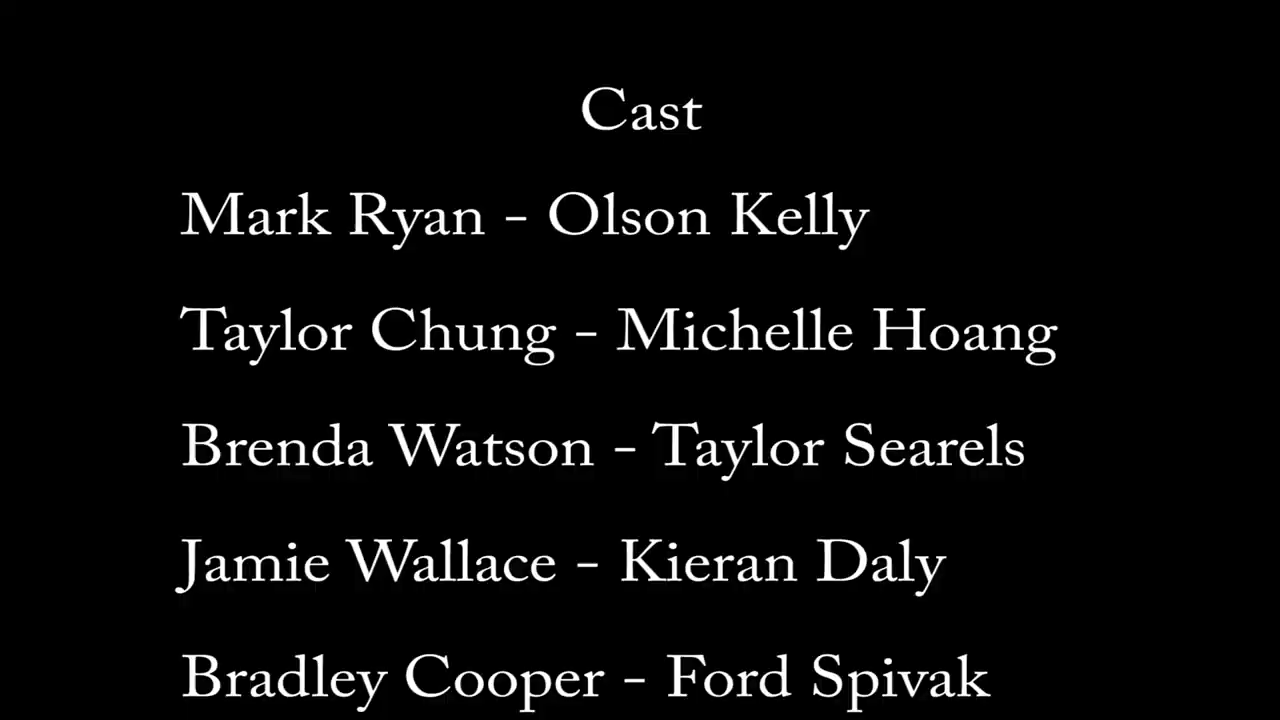 Cast
Mark Ryan - Olson Kelly
Taylor Chung - Michelle Hoang
Brenda Watson - Taylor Searels
Jamie Wallace - Kieran Daly
Bradley Cooper - Ford Spivak